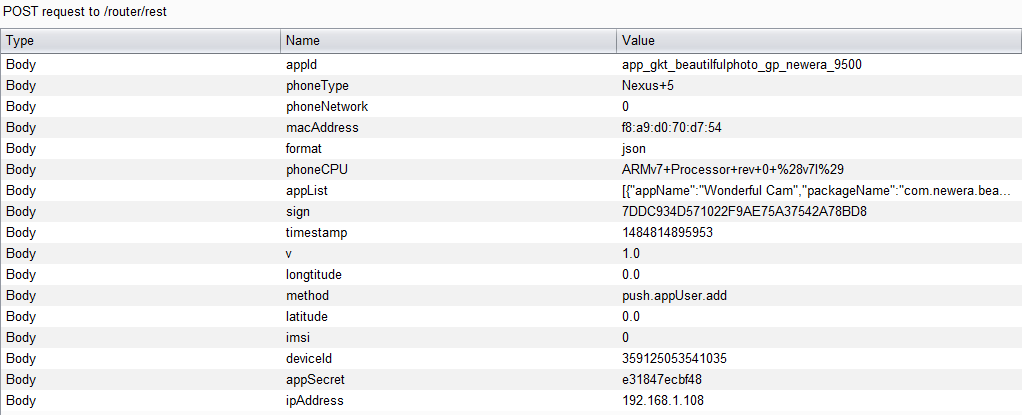 POST request to /router/rest
Type Name Value
Body appId app_gkt_beautilfulphoto_gp_newera_9500
Body phoneType Nexus+5
Body phoneNetwork 0
Body macAddress f8:a9:d0:70:d7:54
Body format json
Body phoneCPU ARMv7+Processor+rev+0+%28v7l%29
Body appList [{"appName":"Wonderful Cam","packageName":"com.newera.bea...
Body sign 7DDC934D571022F9AE75A37542A78BD8
Body timestamp 1484814895953
Body v 1.0
Body longtitude 0.0
Body method push.appUser.add
Body latitude 0.0
Body imsi 0
Body deviceId 359125053541035
Body appSecret e31847ecbf48
Body ipAddress 192.168.1.108